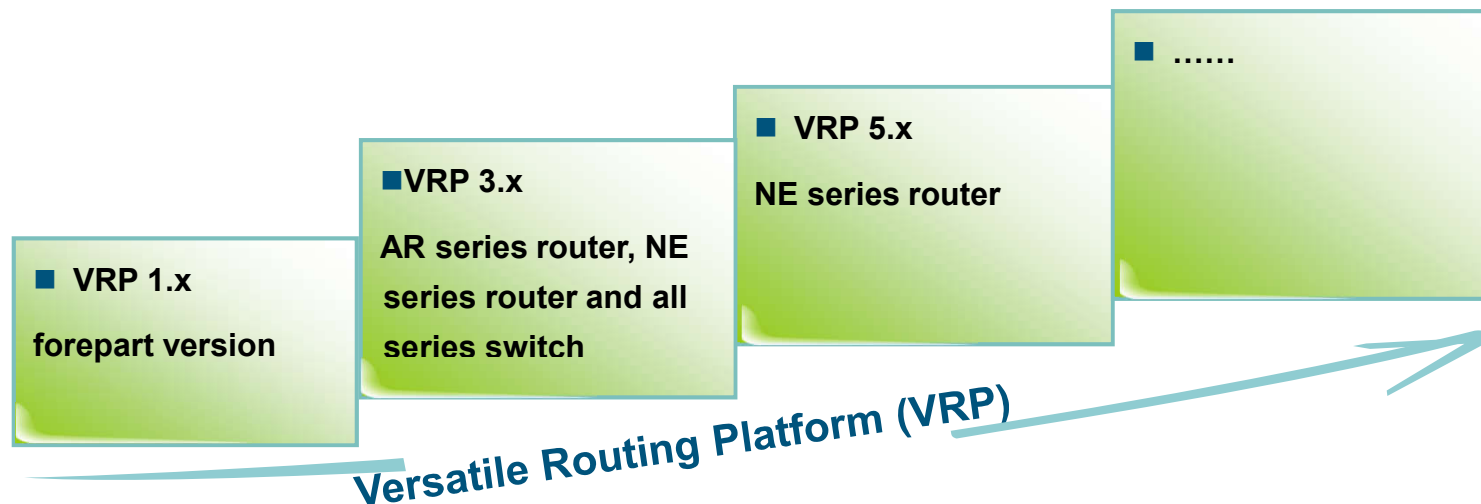 ■ VRP 1.x
forepart version
■VRP 3.x
AR series router, NE
series router and all
series switch
■ VRP 5.x
NE series router
■ ......
Versatile Routing Platform (VRP)